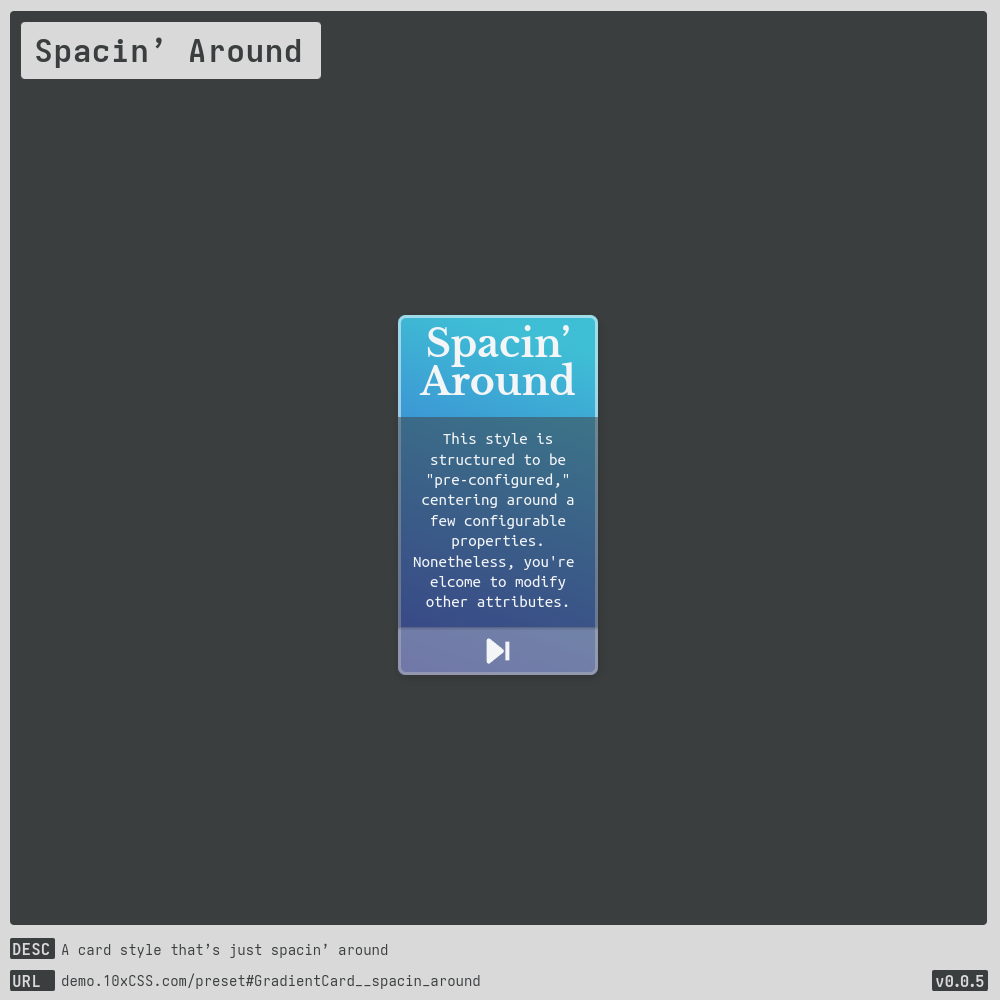 Spacin’ Around
Spacin’
Around
This style is
structured to be
"pre-configured,"
centering around a
few configurable
properties.
Nonetheless, you're
elcome to modify
other attributes.
DESC A card style that’s just spacin’ around
URL demo.10xCSS.com/preset#GradientCard__spacin_around
v0.0.5